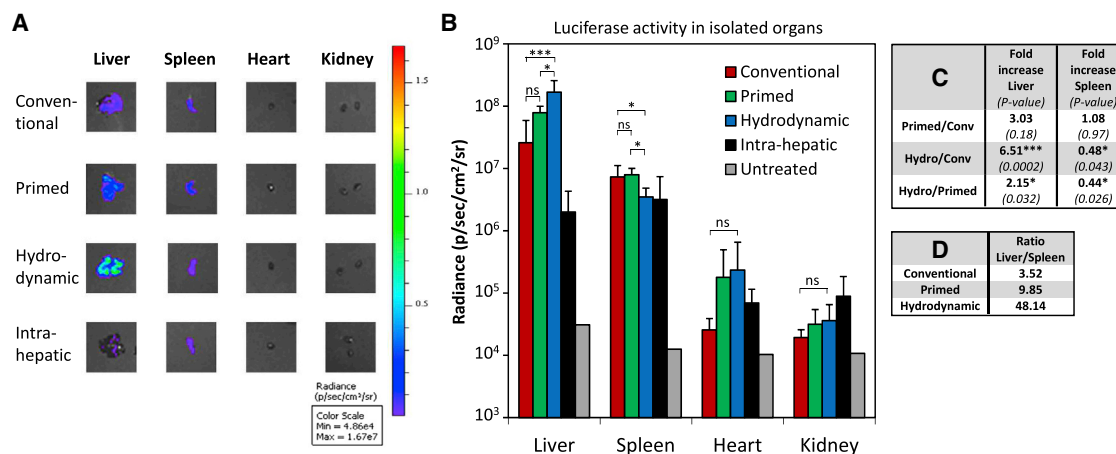 A
Liver Spleen Heart Kidney
Conven-
tional
Primed
Hydro-
dynamic
Intra-
hepatic
1.5
1.0
0.5
Radiance
(p/sec/cm²/sr)
Color Scale
Min = 4.86e4
Max = 1.67e7
B
Luciferase activity in isolated organs
Radiance (p/sec/cm²/sr)
10⁹
10⁸
10⁷
10⁶
10⁵
10⁴
10³
***
*
ns
*
ns
*
ns
ns
Conventional
Primed
Hydrodynamic
Intra-hepatic
Untreated
Liver Spleen Heart Kidney
C
Fold increase Liver (P-value)
Fold increase Spleen (P-value)
Primed/Conv 3.03 1.08
(0.18) (0.97)
Hydro/Conv 6.51*** 0.48*
(0.0002) (0.043)
Hydro/Primed 2.15* 0.44*
(0.032) (0.026)
D
Ratio
Liver/Spleen
Conventional 3.52
Primed 9.85
Hydrodynamic 48.14